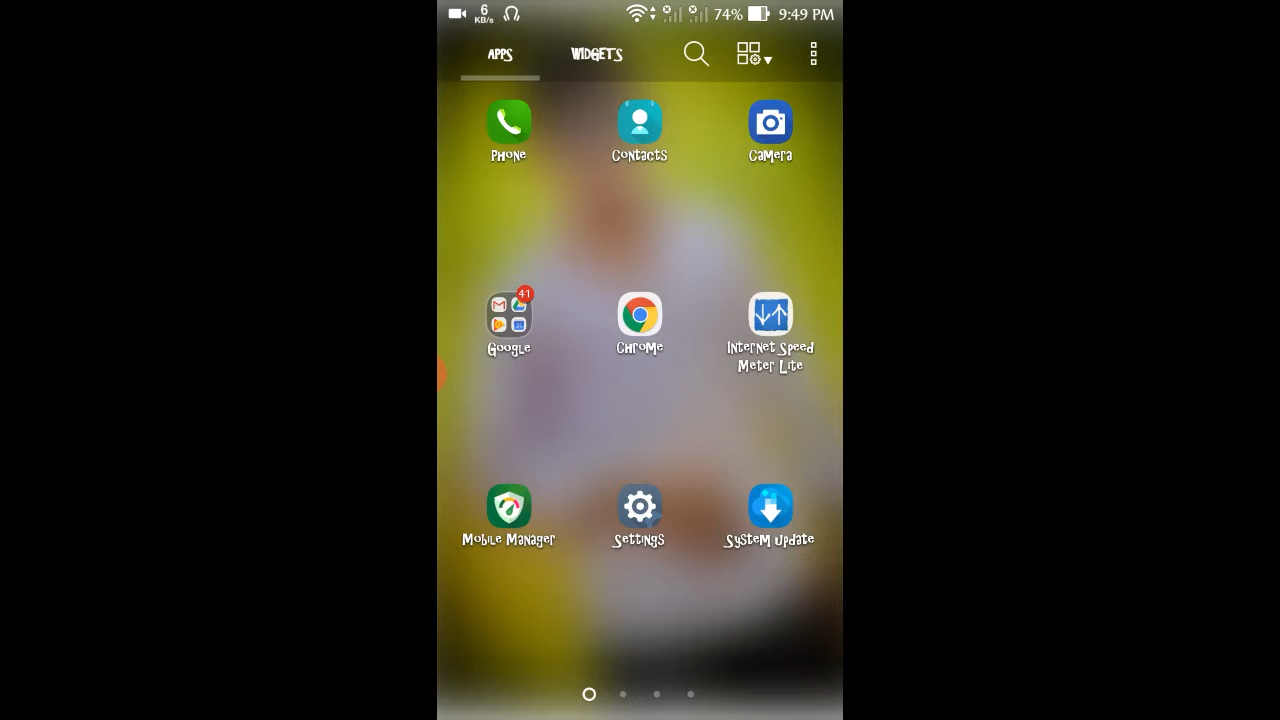 6 KB/s 74% 9:49 PM
APPS WIDGETS
Phone Contacts Camera
41
Google Chrome Internet Speed
Meter Lite
Mobile Manager Settings System Update